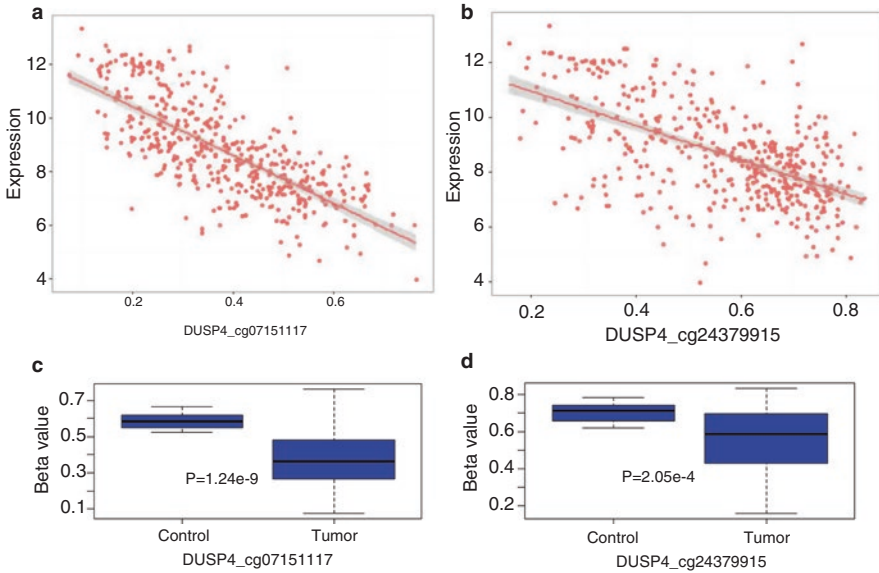 a
Expression
12
10
8
6
4
0.2 0.4 0.6
DUSP4_cg07151117
b
Expression
12
10
8
6
4
0.2 0.4 0.6 0.8
DUSP4_cg24379915
c
Beta value
0.7
0.5
0.3
0.1
P=1.24e-9
Control Tumor
DUSP4_cg07151117
d
Beta value
0.8
0.6
0.4
0.2
P=2.05e-4
Control Tumor
DUSP4_cg24379915